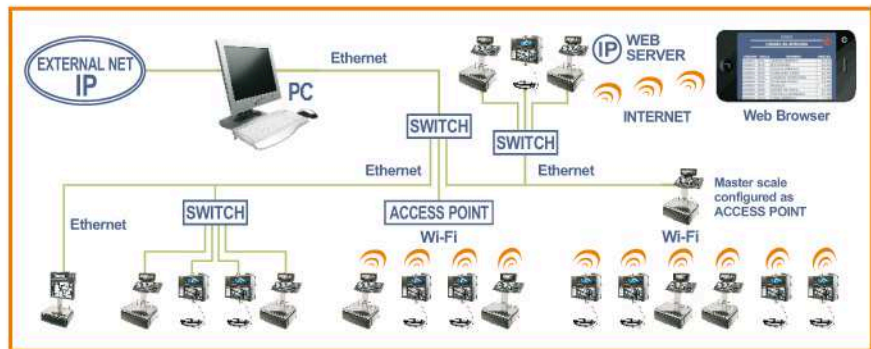 EXTERNAL NET
IP
PC
Ethernet
IP WEB
SERVER
INTERNET
Web Browser
SWITCH
SWITCH
Ethernet
Ethernet
Ethernet
SWITCH
ACCESS POINT
Wi-Fi
Master scale
configured as
ACCESS POINT
Wi-Fi